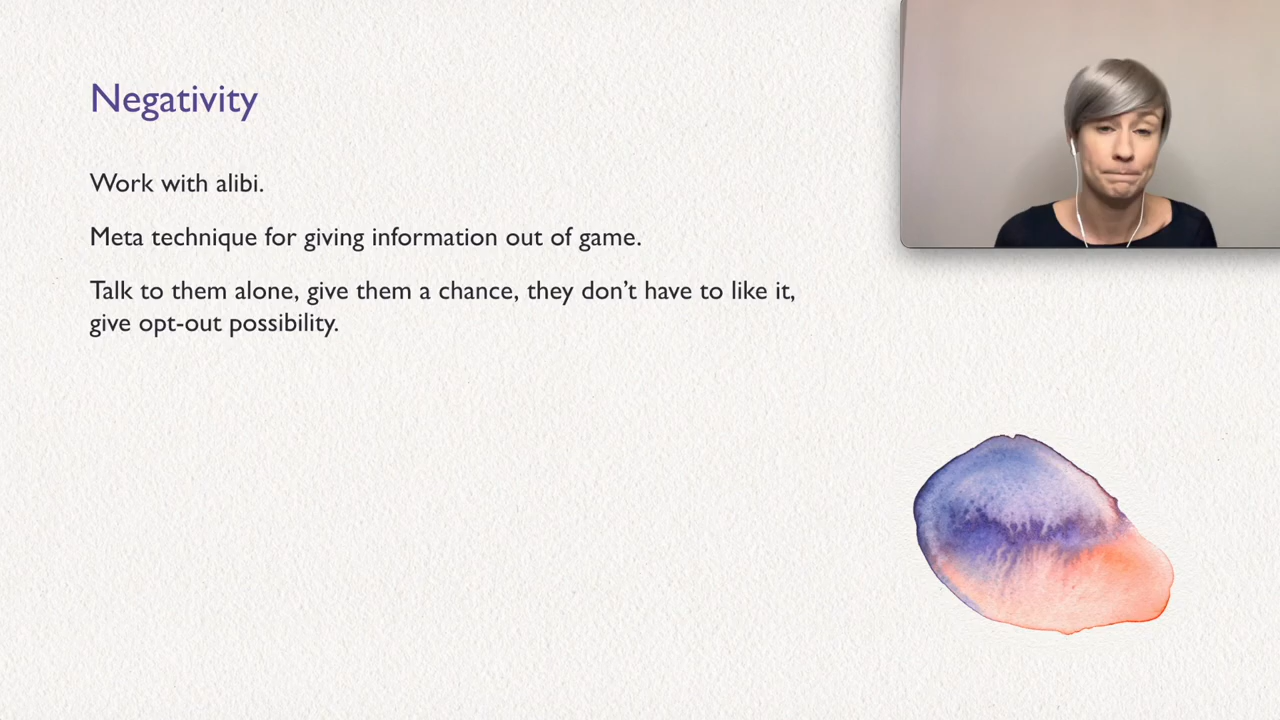 Negativity
Work with alibi.
Meta technique for giving information out of game.
Talk to them alone, give them a chance, they don’t have to like it,
give opt-out possibility.